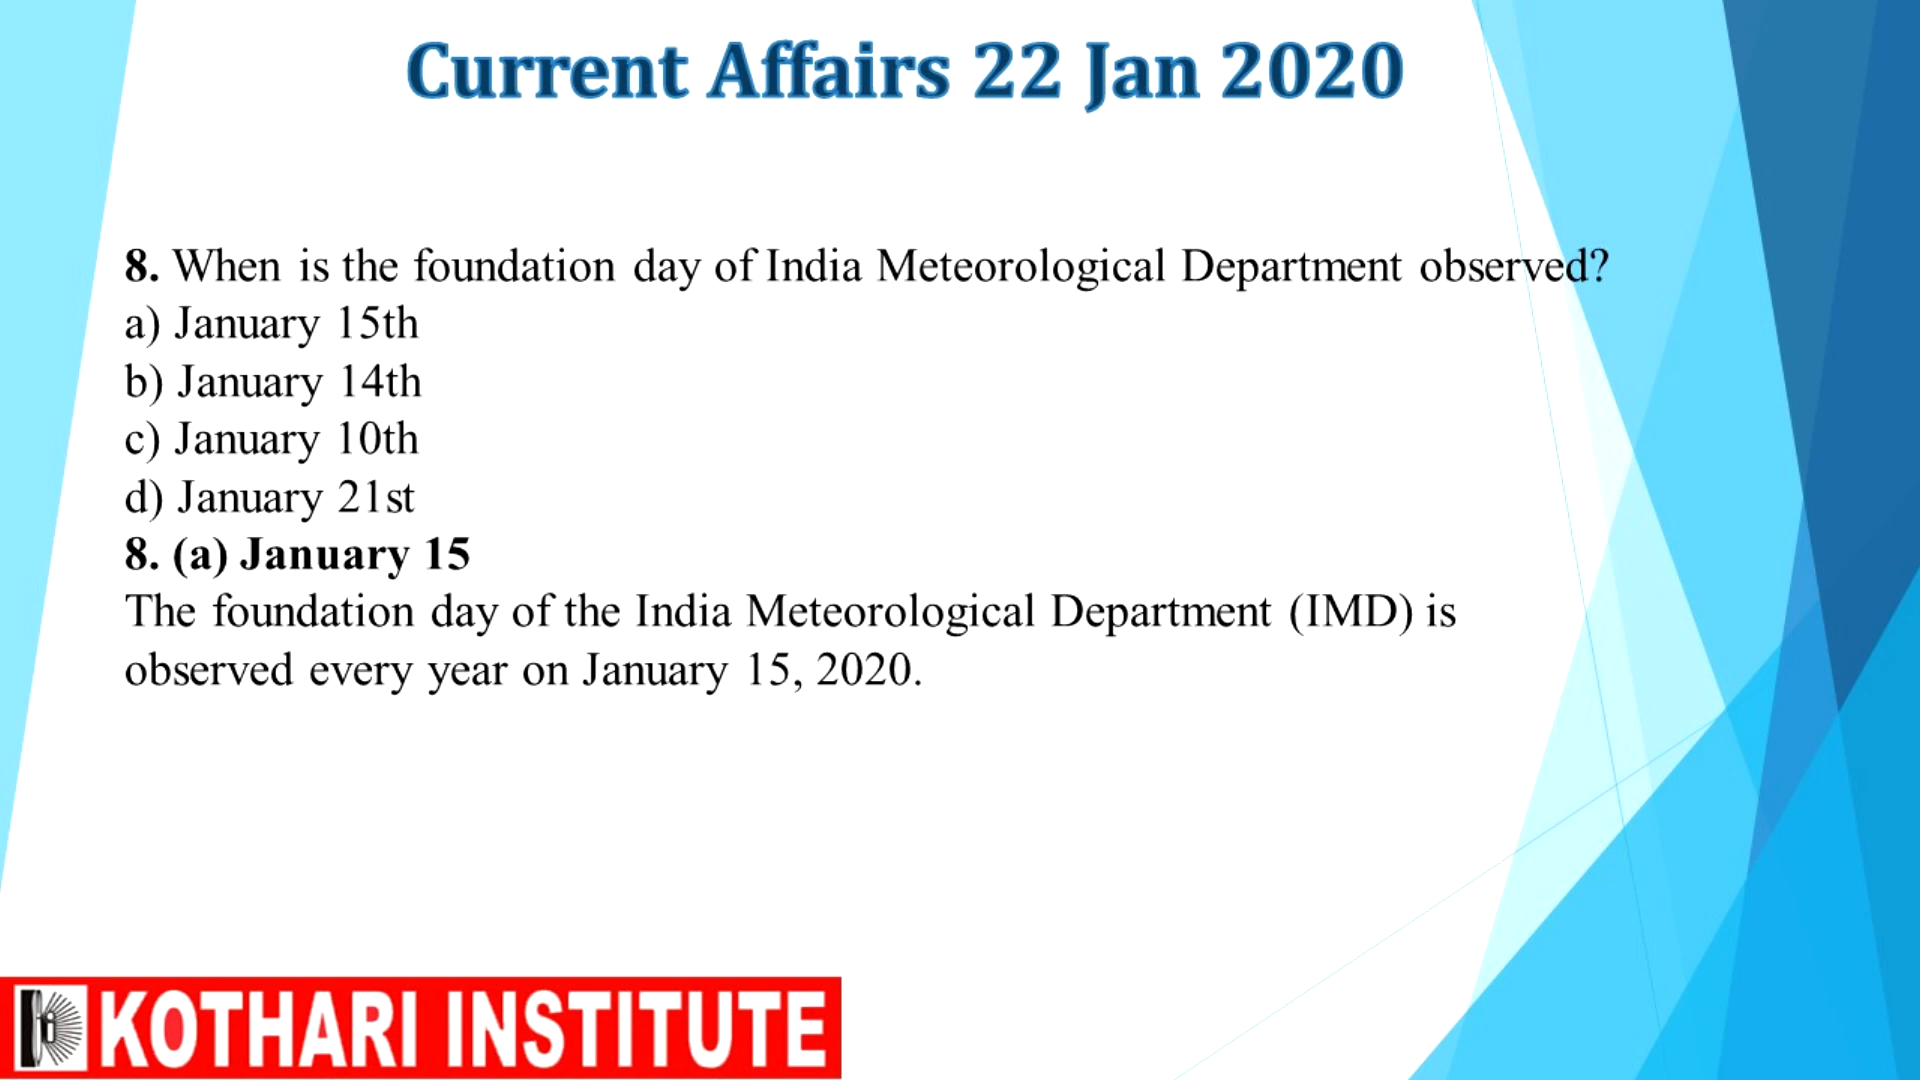 Current Affairs 22 Jan 2020
8. When is the foundation day of India Meteorological Department observed?
a) January 15th
b) January 14th
c) January 10th
d) January 21st
8. (a) January 15
The foundation day of the India Meteorological Department (IMD) is
observed every year on January 15, 2020.
KOTHARI INSTITUTE